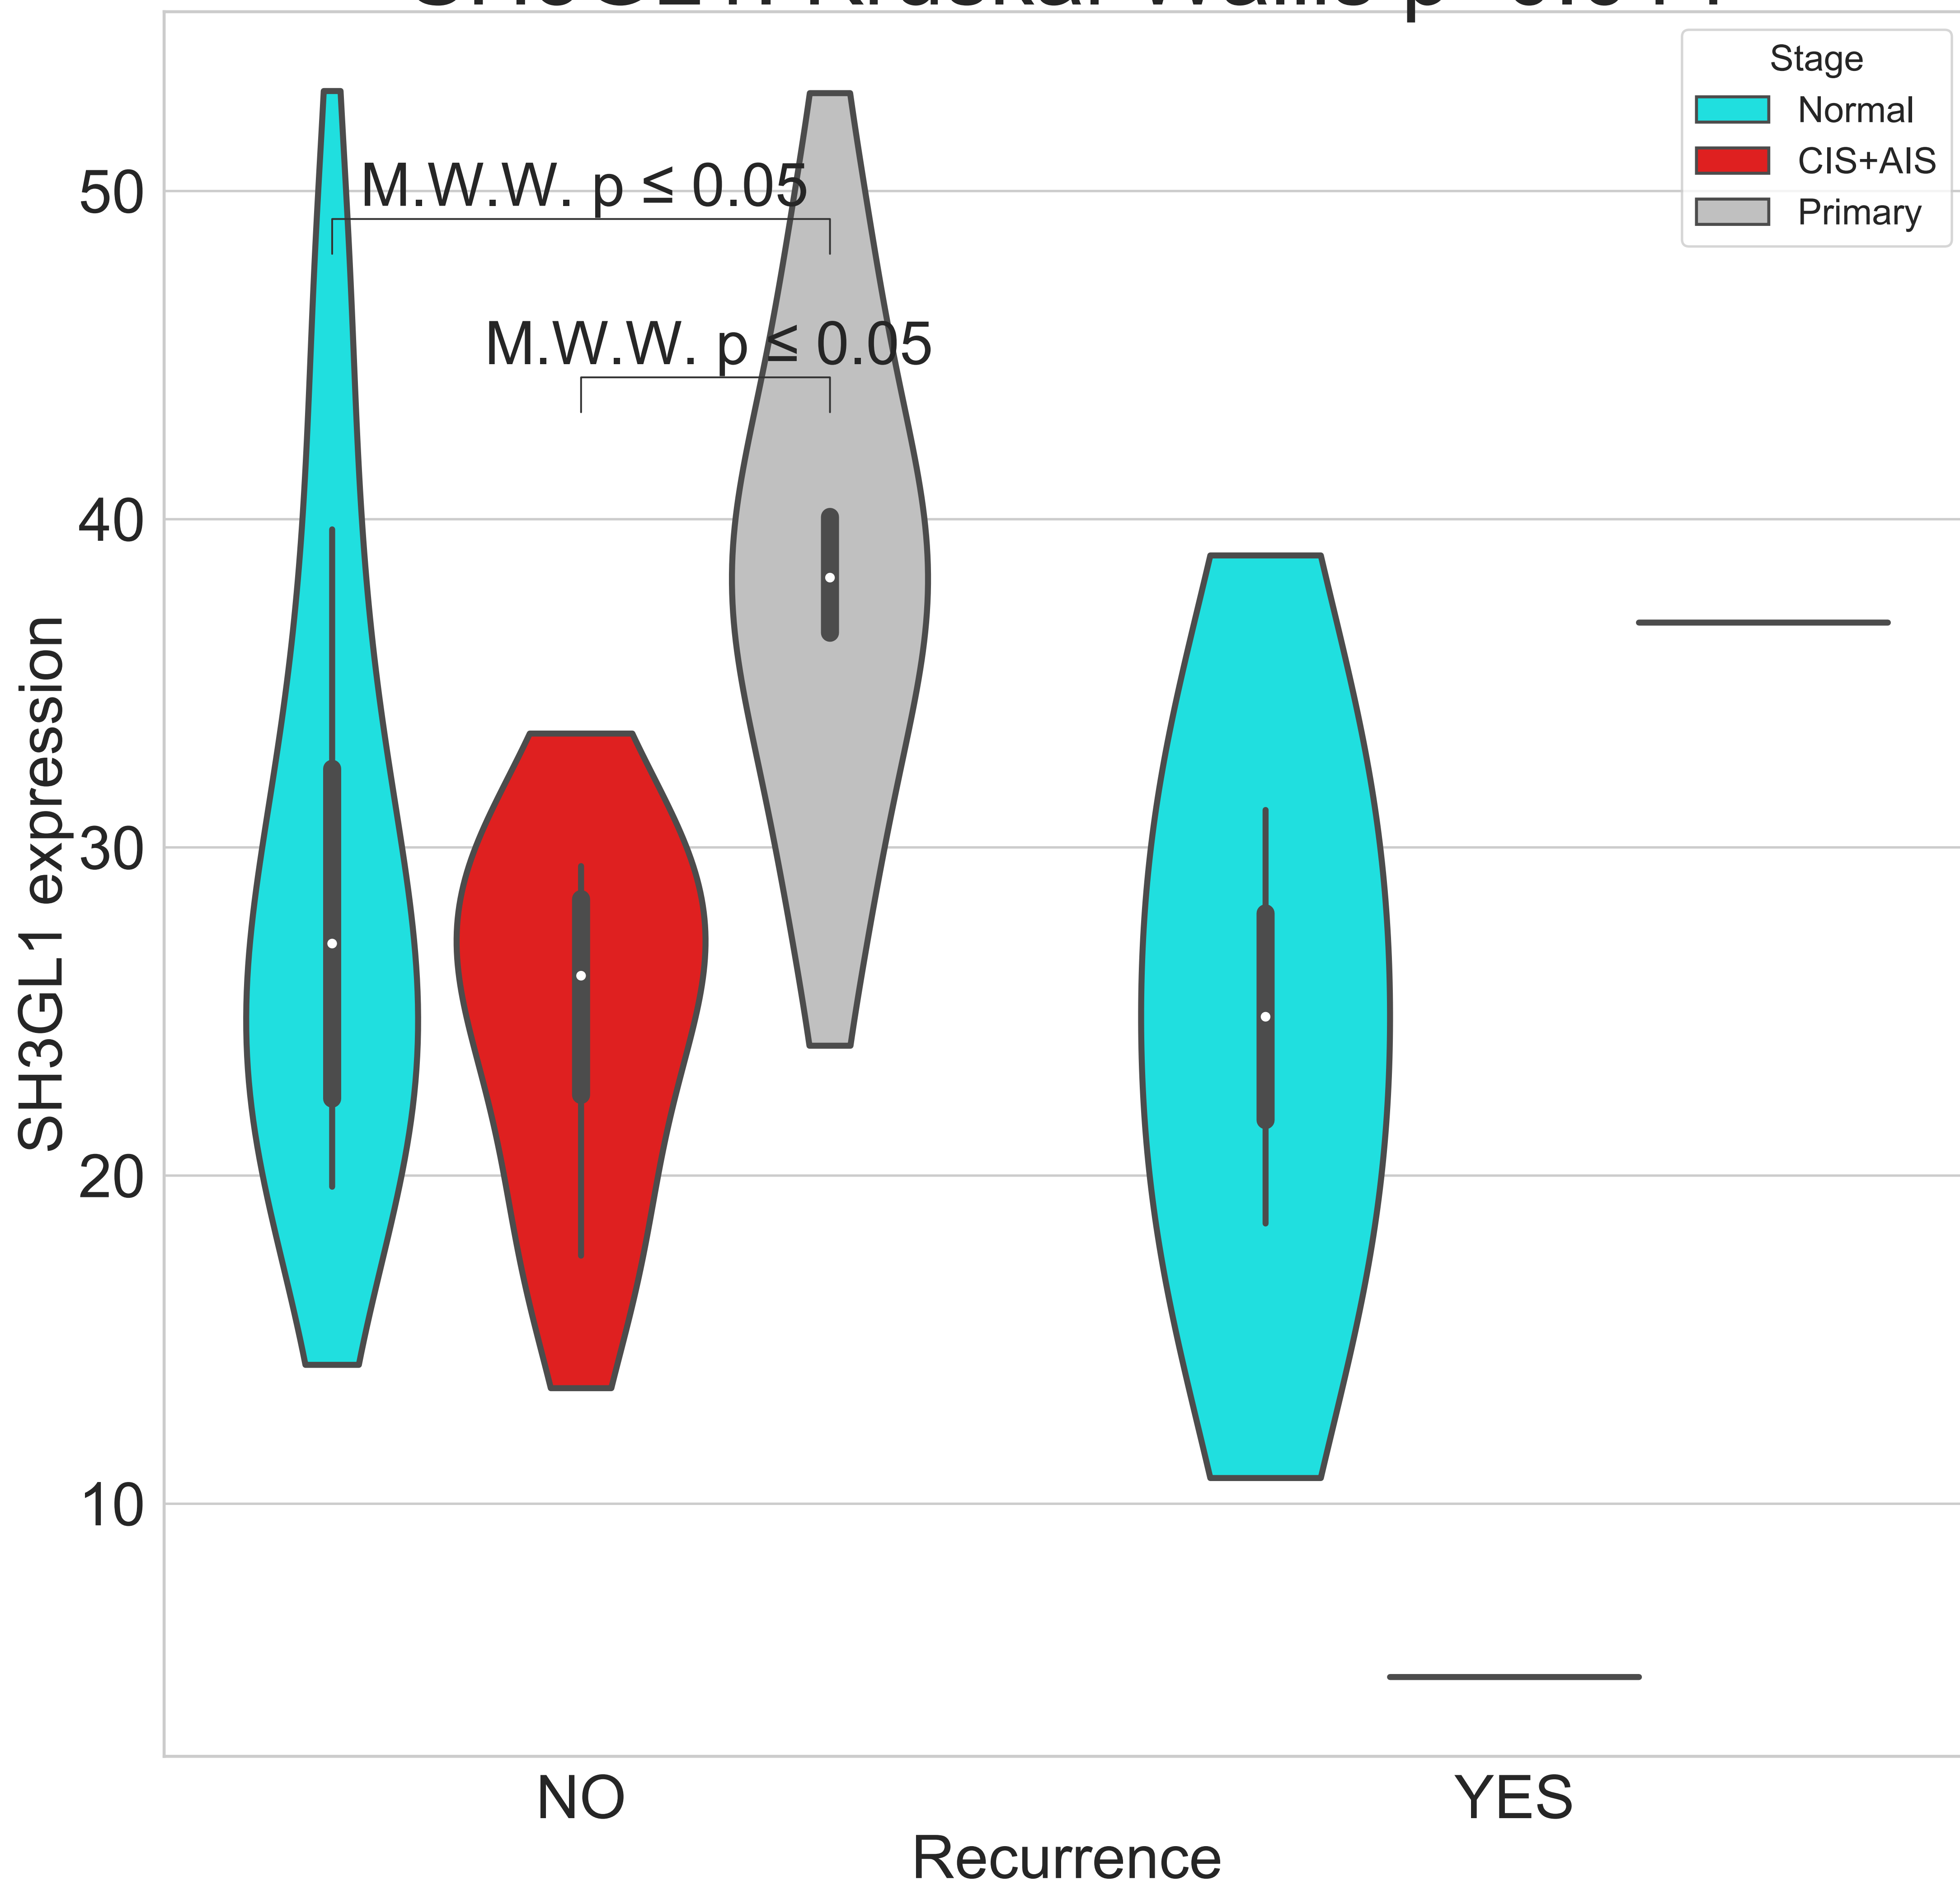 Stage
Normal
CIS+AIS
Primary
M.W.W. p ≤ 0.05
M.W.W. p ≤ 0.05
50
40
30
20
10
SH3GL1 expression
NO
YES
Recurrence